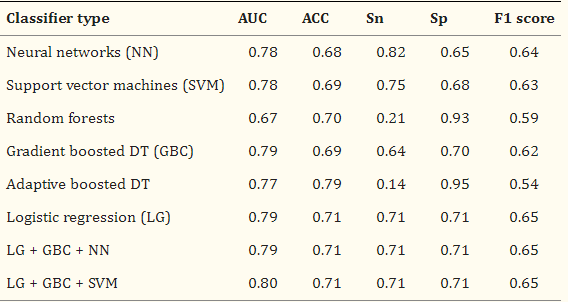 Classifier type AUC ACC Sn Sp F1 score
Neural networks (NN) 0.78 0.68 0.82 0.65 0.64
Support vector machines (SVM) 0.78 0.69 0.75 0.68 0.63
Random forests 0.67 0.70 0.21 0.93 0.59
Gradient boosted DT (GBC) 0.79 0.69 0.64 0.70 0.62
Adaptive boosted DT 0.77 0.79 0.14 0.95 0.54
Logistic regression (LG) 0.79 0.71 0.71 0.71 0.65
LG + GBC + NN 0.79 0.71 0.71 0.71 0.65
LG + GBC + SVM 0.80 0.71 0.71 0.71 0.65